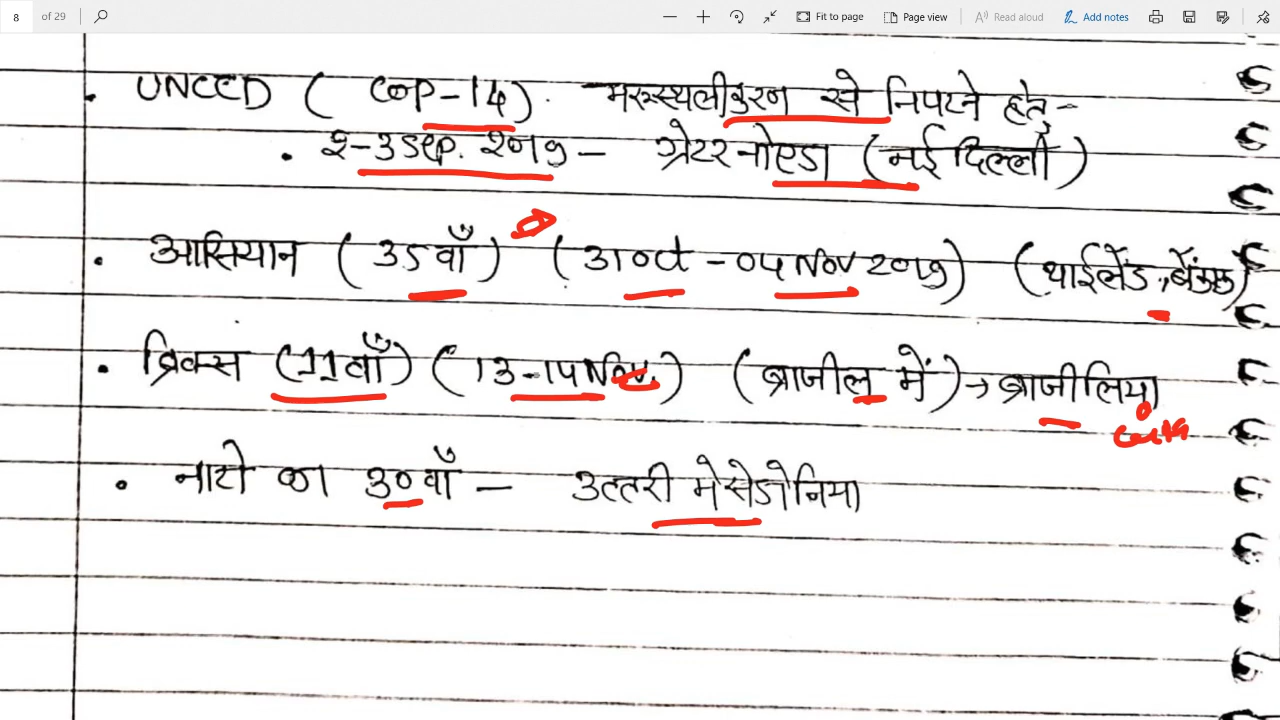 8 of 29 Fit to page Page view Read aloud Add notes
. UNCCD ( Cop-14). मरुस्थलीकरण से निपटने हेतु -
. 2-3 Sep. 2019 - ग्रेटर नोएडा (नई दिल्ली)
. आसियान (35वाँ) (31 Oct - 04 Nov 2019) (थाईलैंड, बैंकाक)
. ब्रिक्स (11वाँ) (13-14 Nov.) (ब्राजील में) → ब्राजीलिया
. नाटो का 30वाँ - उत्तरी मेसेडोनिया